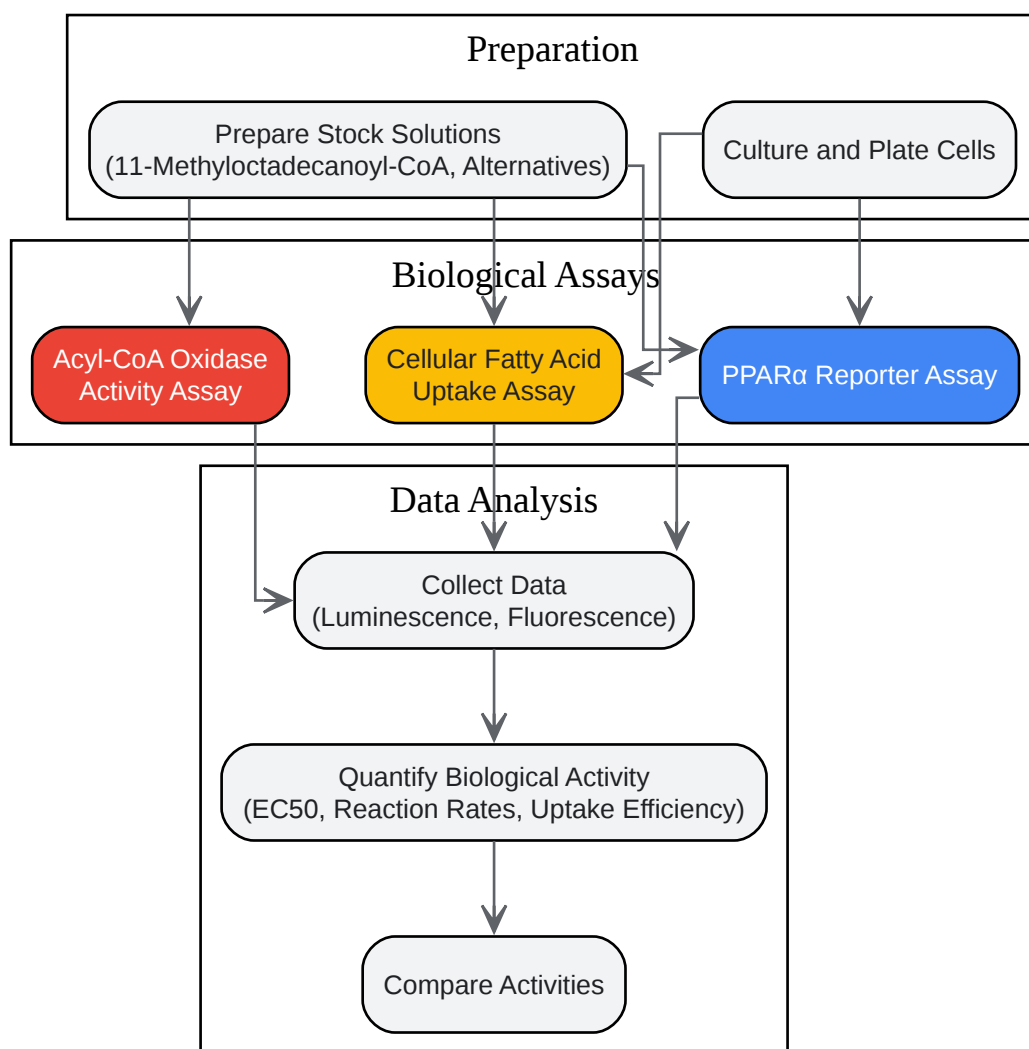 Preparation
Prepare Stock Solutions
(11-Methyloctadecanoyl-CoA, Alternatives)
Culture and Plate Cells
Biological Assays
Acyl-CoA Oxidase
Activity Assay
Cellular Fatty Acid
Uptake Assay
PPARα Reporter Assay
Data Analysis
Collect Data
(Luminescence, Fluorescence)
Quantify Biological Activity
(EC50, Reaction Rates, Uptake Efficiency)
Compare Activities